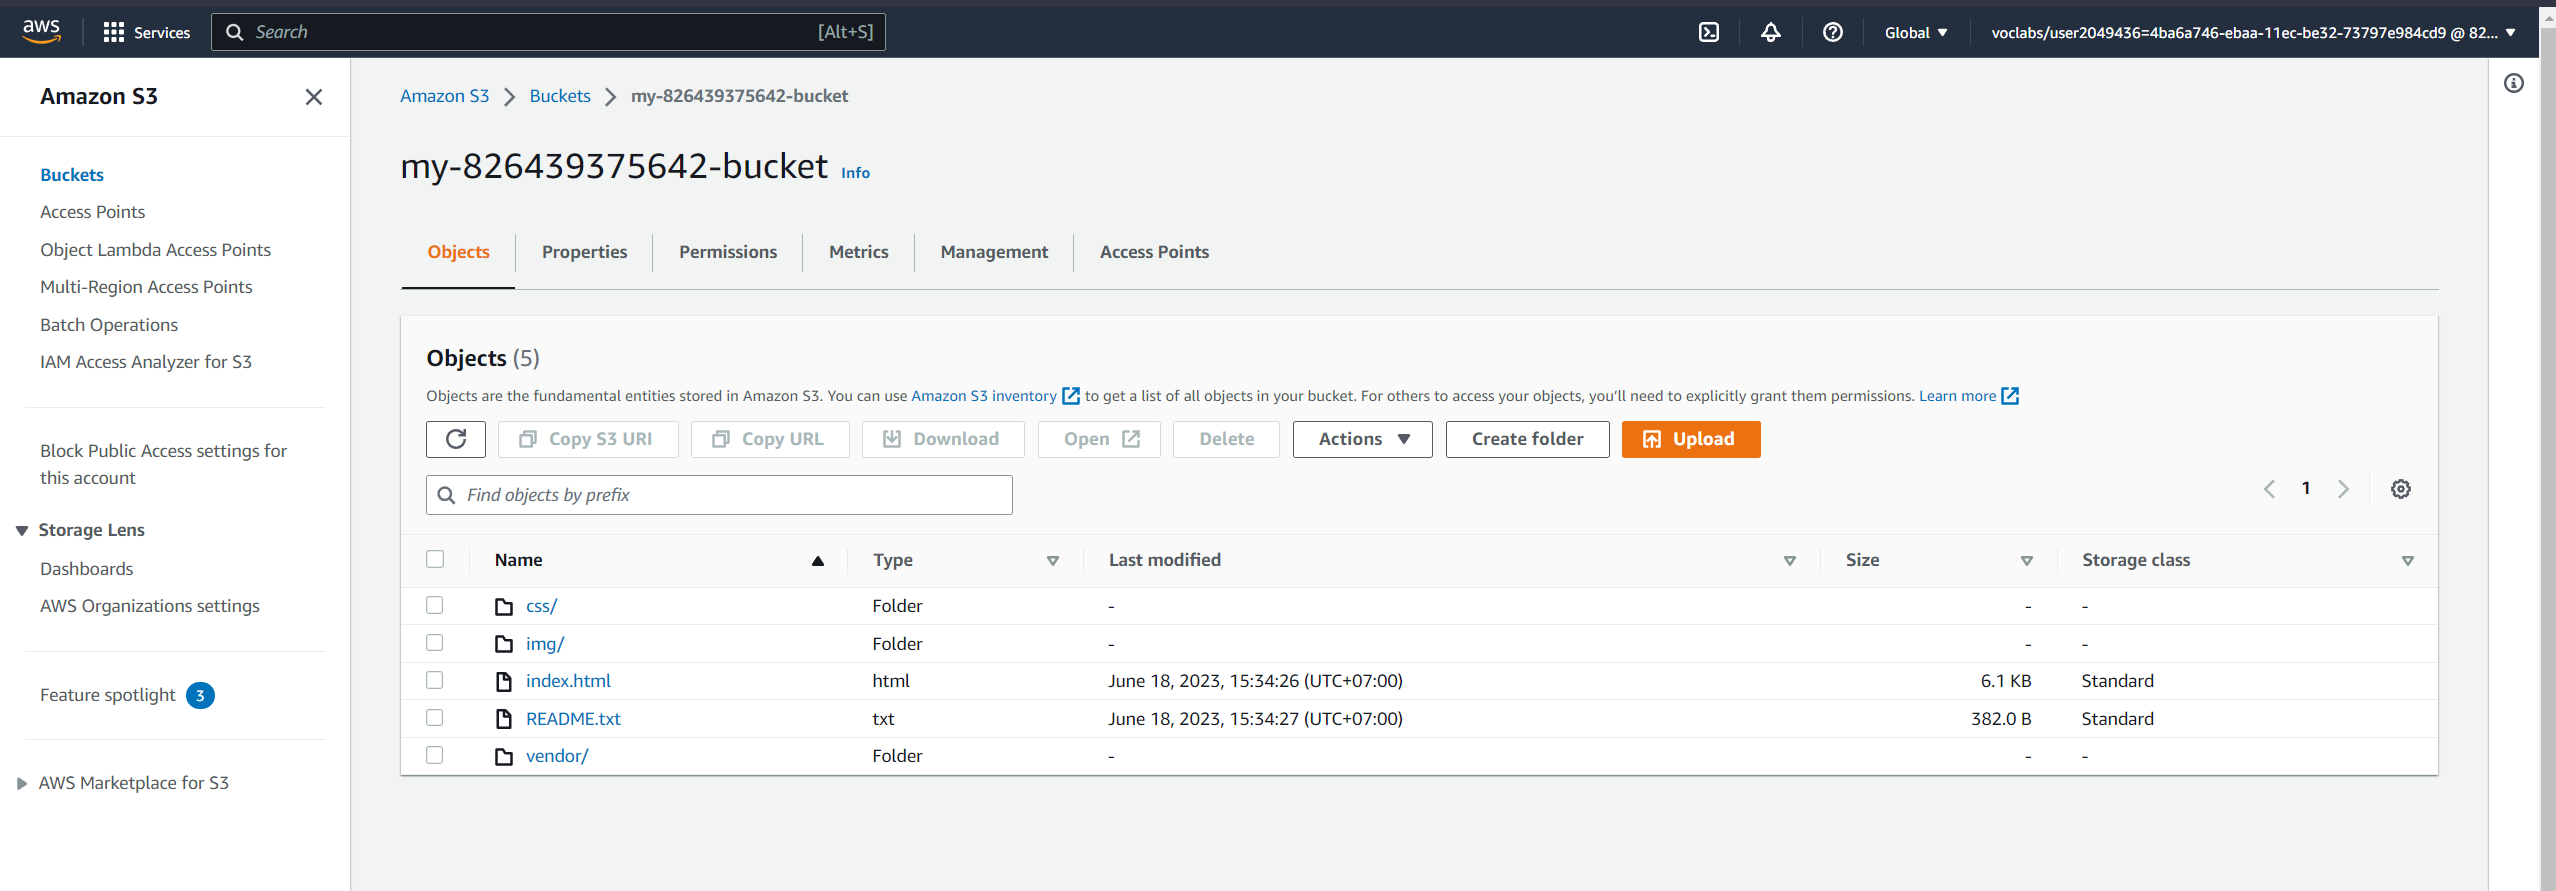 aws Services Search [Alt+S] Global voclabs/user2049436=4ba6a746-ebaa-11ec-be32-73797e984cd9 @ 82...
Amazon S3
Buckets
Access Points
Object Lambda Access Points
Multi-Region Access Points
Batch Operations
IAM Access Analyzer for S3
Block Public Access settings for
this account
Storage Lens
Dashboards
AWS Organizations settings
Feature spotlight 3
AWS Marketplace for S3
Amazon S3 > Buckets > my-826439375642-bucket
my-826439375642-bucket Info
Objects Properties Permissions Metrics Management Access Points
Objects (5)
Objects are the fundamental entities stored in Amazon S3. You can use Amazon S3 inventory to get a list of all objects in your bucket. For others to access your objects, you'll need to explicitly grant them permissions. Learn more
Copy S3 URI Copy URL Download Open Delete Actions Create folder Upload
Find objects by prefix
1
Name Type Last modified Size Storage class
css/ Folder - - -
img/ Folder - - -
index.html html June 18, 2023, 15:34:26 (UTC+07:00) 6.1 KB Standard
README.txt txt June 18, 2023, 15:34:27 (UTC+07:00) 382.0 B Standard
vendor/ Folder - - -